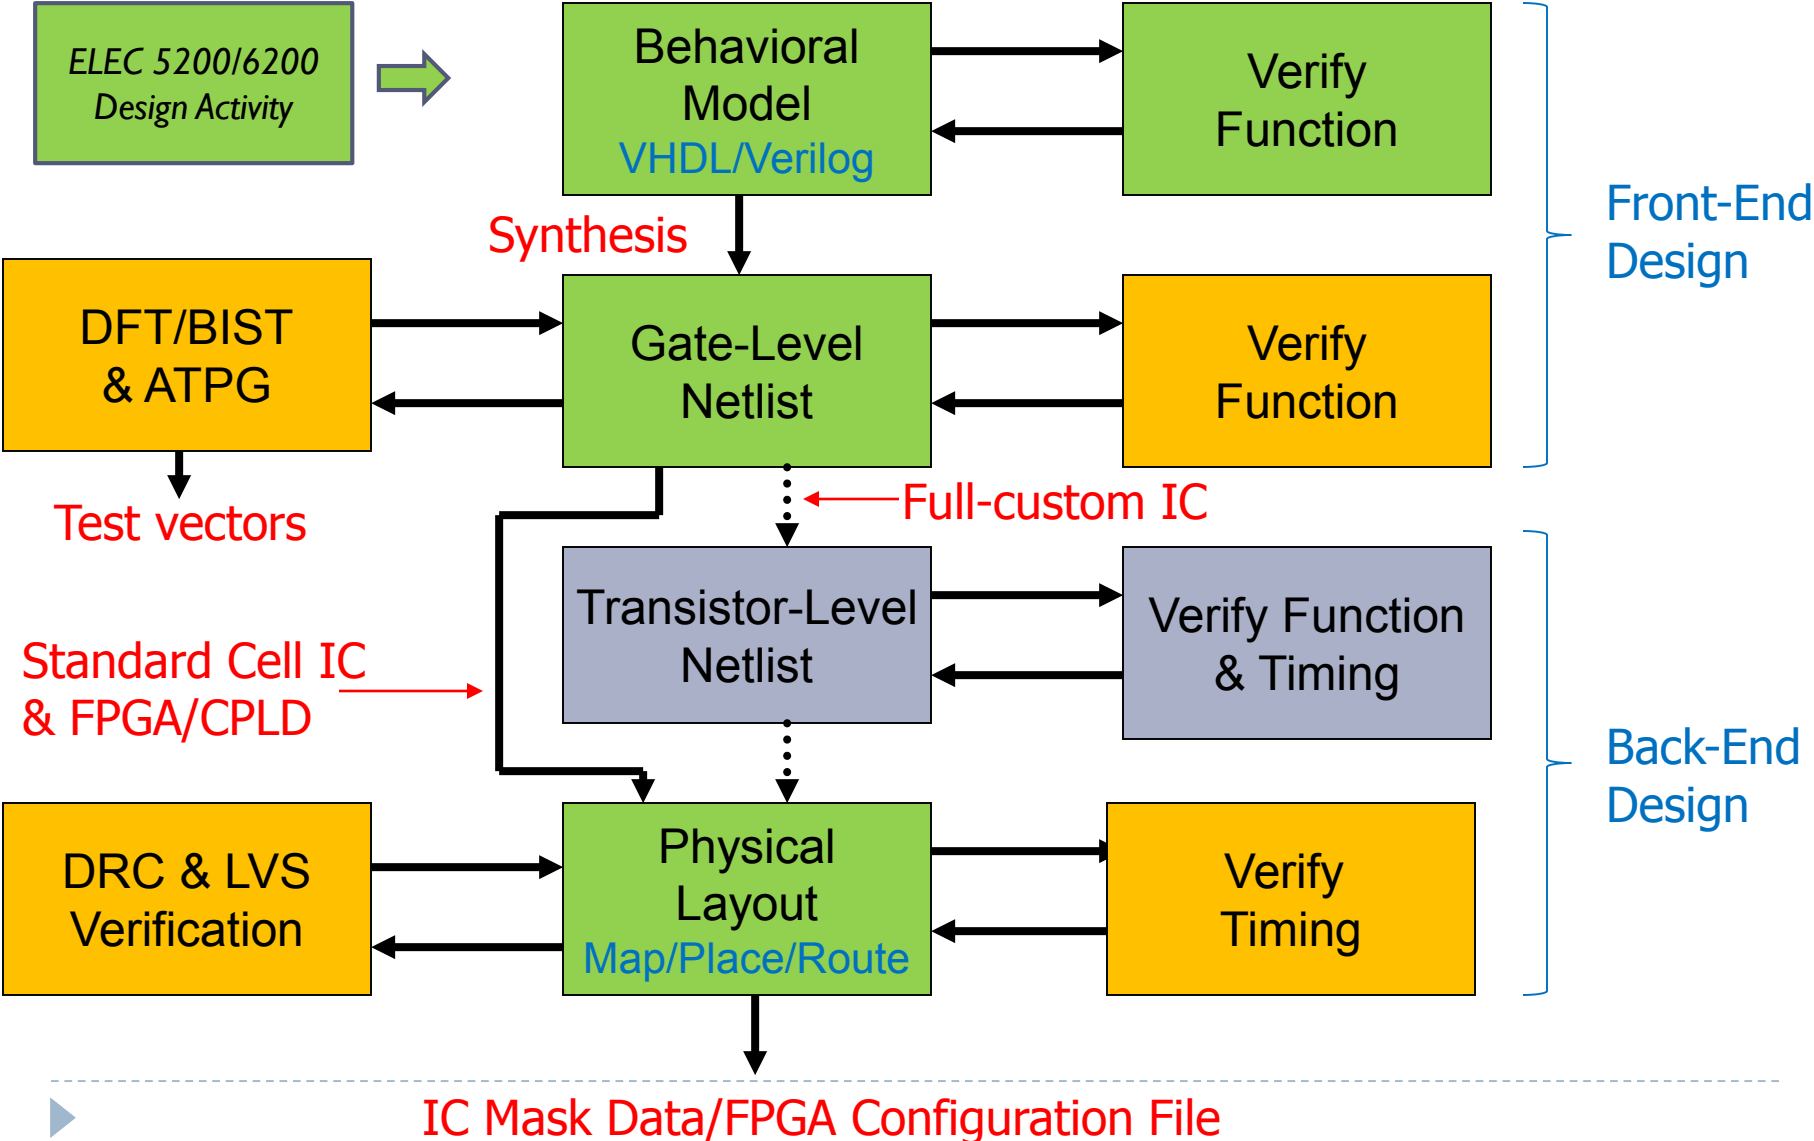 ELEC 5200/6200
Design Activity
Behavioral
Model
VHDL/Verilog
Verify
Function
Front-End
Design
Synthesis
DFT/BIST
& ATPG
Gate-Level
Netlist
Verify
Function
Test vectors
Full-custom IC
Transistor-Level
Netlist
Verify Function
& Timing
Standard Cell IC
& FPGA/CPLD
Back-End
Design
DRC & LVS
Verification
Physical
Layout
Map/Place/Route
Verify
Timing
IC Mask Data/FPGA Configuration File